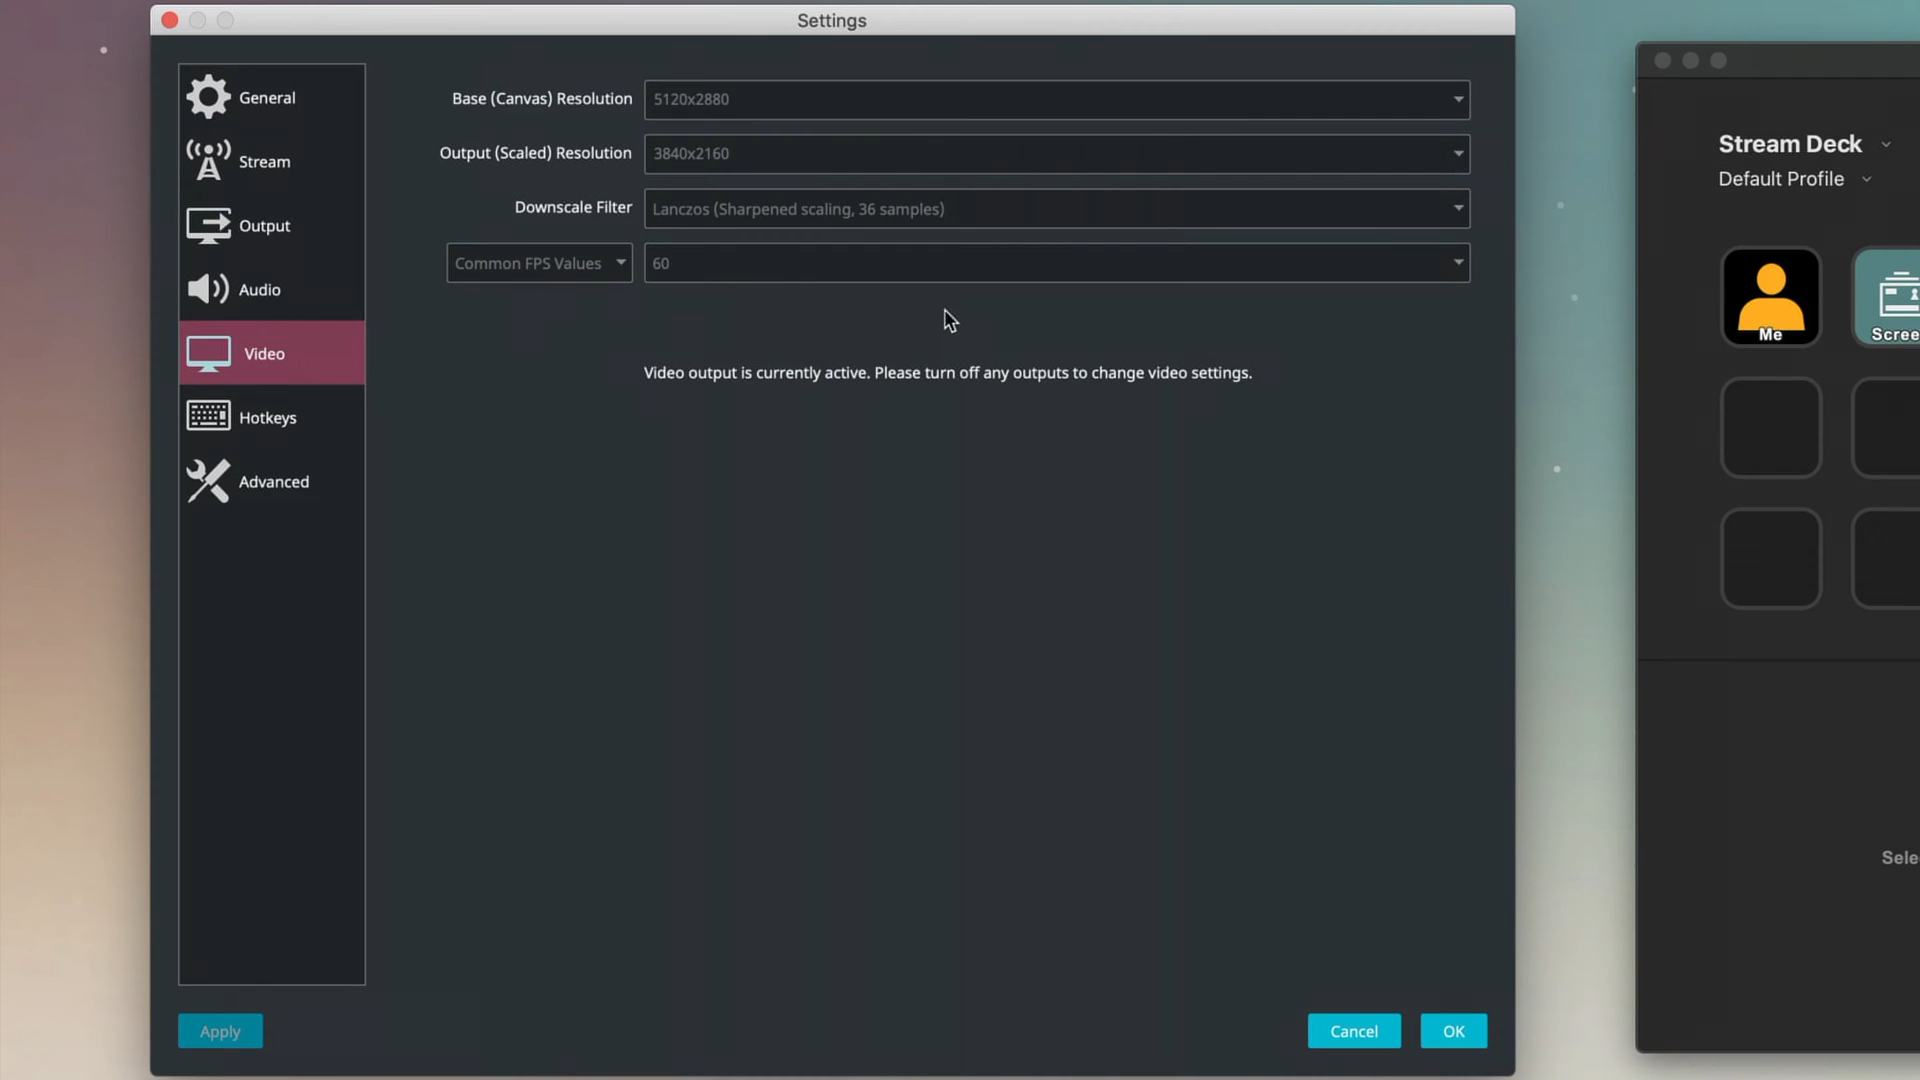 Settings
General
Stream
Output
Audio
Video
Hotkeys
Advanced
Base (Canvas) Resolution 5120x2880
Output (Scaled) Resolution 3840x2160
Downscale Filter Lanczos (Sharpened scaling, 36 samples)
Common FPS Values 60
Video output is currently active. Please turn off any outputs to change video settings.
Apply
Cancel
OK
Stream Deck
Default Profile
Me
Scree
Sele